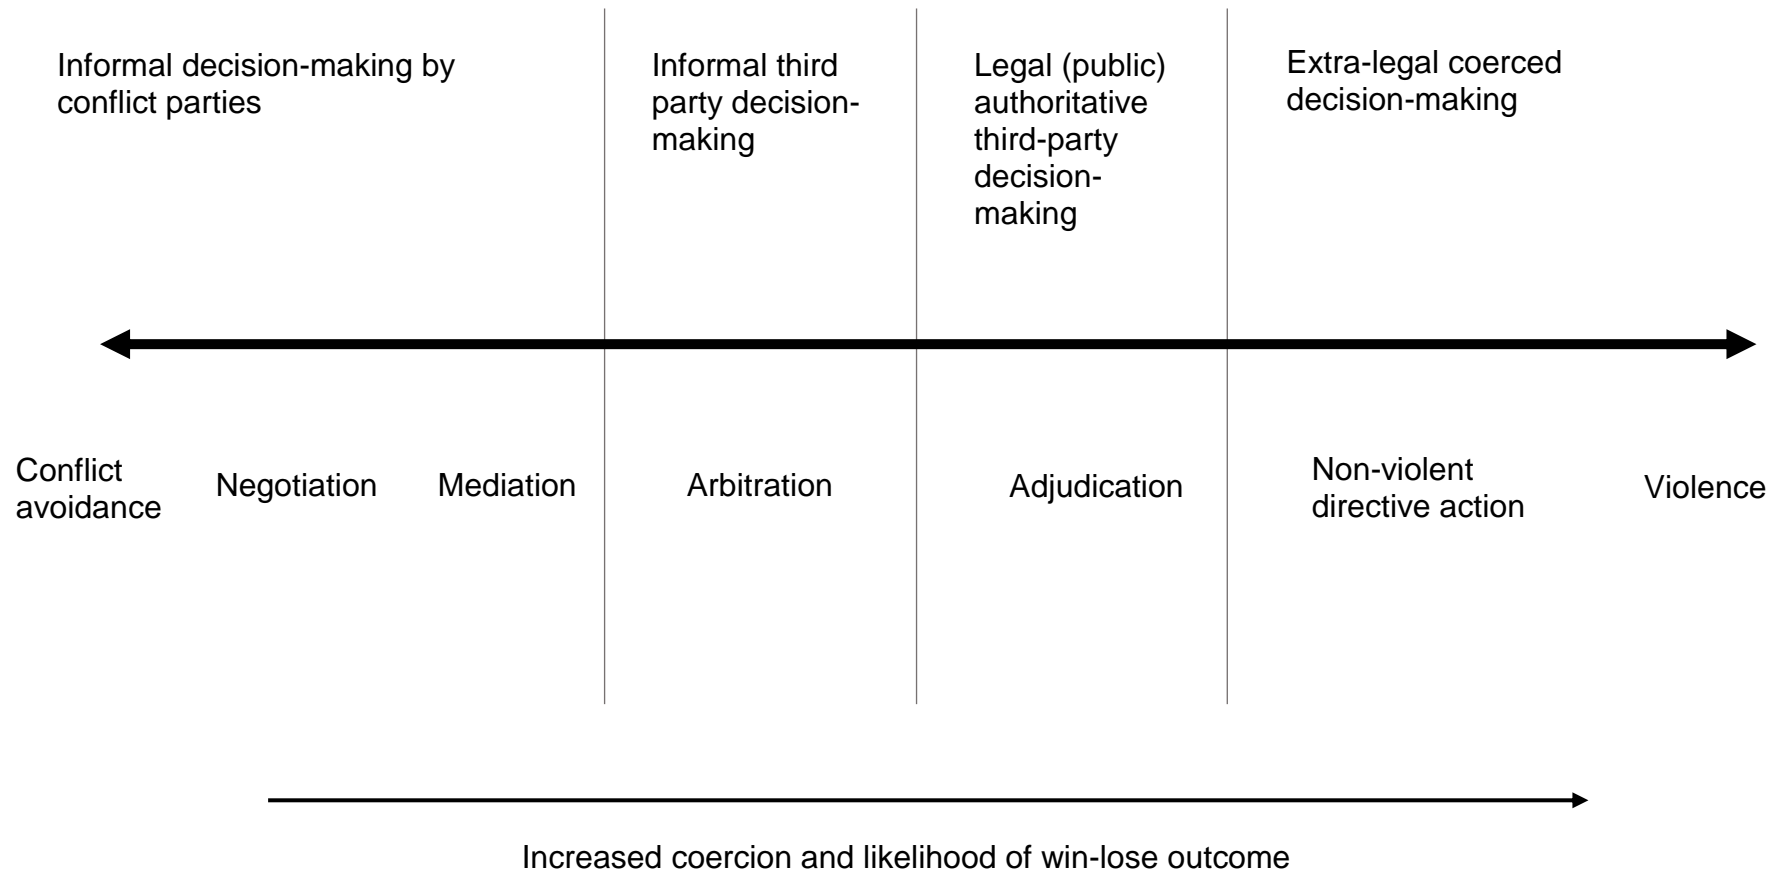 Informal decision-making by
conflict parties
Informal third
party decision-
making
Legal (public)
authoritative
third-party
decision-
making
Extra-legal coerced
decision-making
Conflict
avoidance
Negotiation
Mediation
Arbitration
Adjudication
Non-violent
directive action
Violence
Increased coercion and likelihood of win-lose outcome